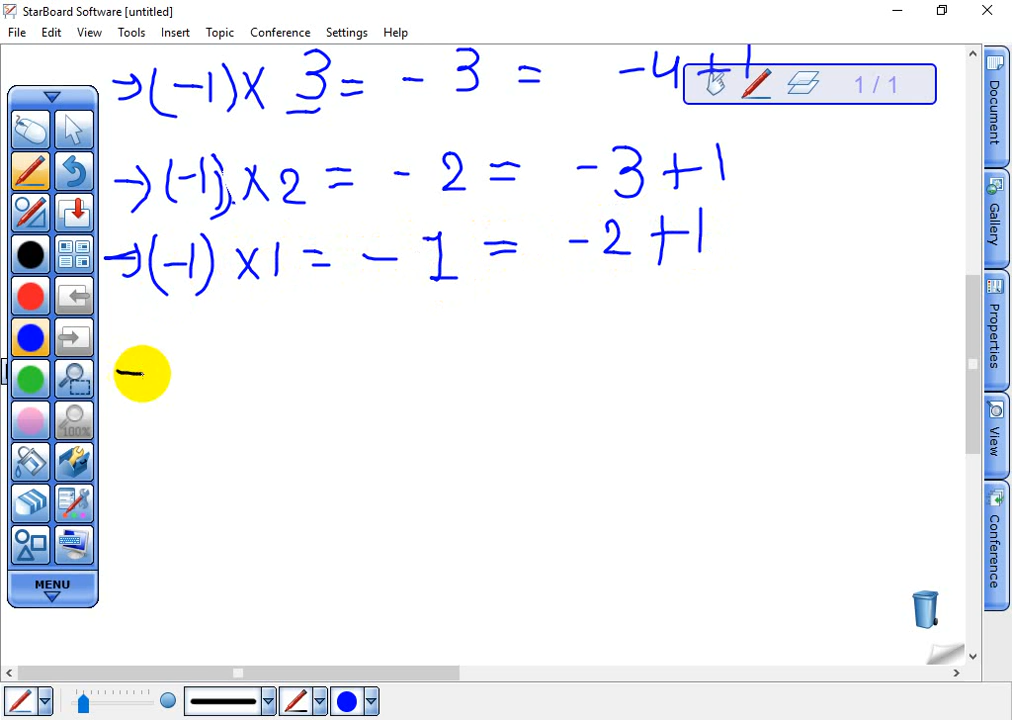 StarBoard Software [untitled]
File Edit View Tools Insert Topic Conference Settings Help
→(-1)× 3 = - 3 = -4+1
1 / 1
→(-1)×2 = - 2 = -3+1
→(-1) ×1 = - 1 = -2+1
-
100%
MENU
Document
Gallery
Properties
View
Conference